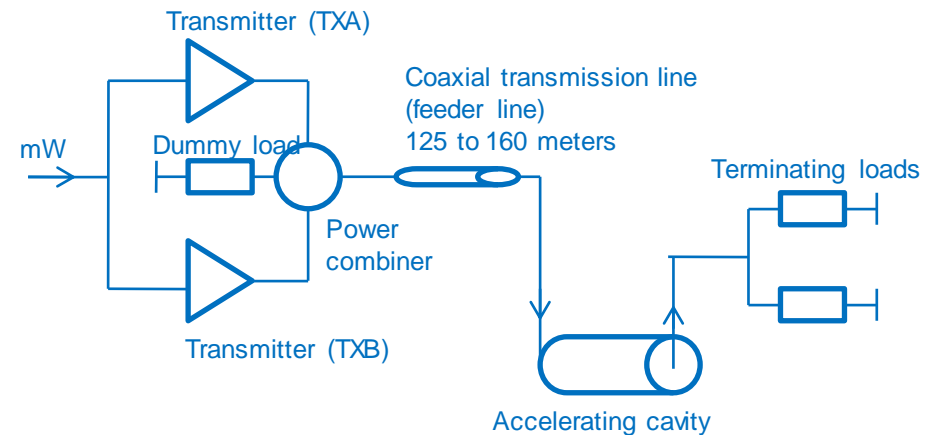 Transmitter (TXA)
Coaxial transmission line
(feeder line)
125 to 160 meters
mW
Dummy load
Terminating loads
Power
combiner
Transmitter (TXB)
Accelerating cavity